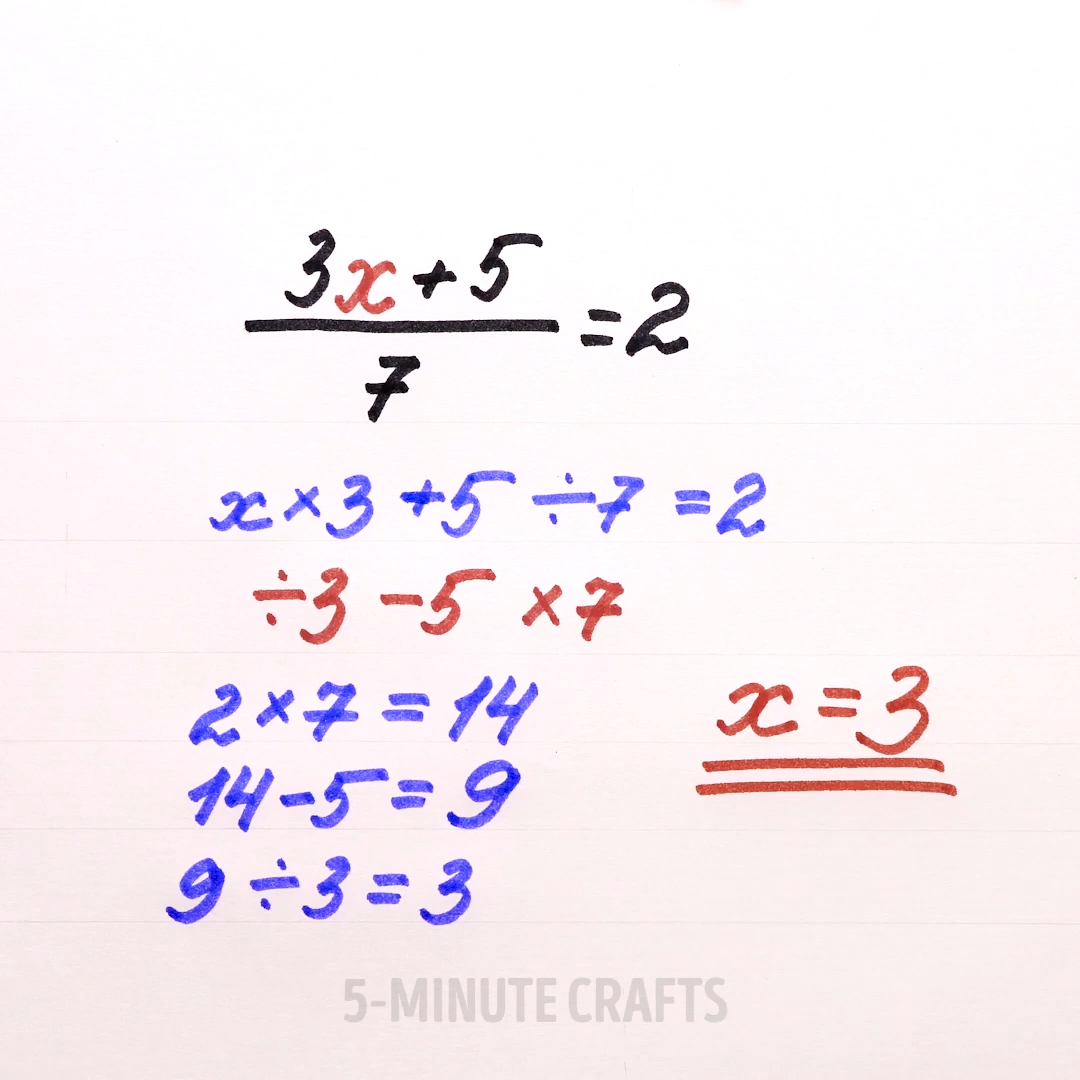 3x + 5
7
= 2
x × 3 + 5 ÷ 7 = 2
÷ 3 - 5 × 7
2 × 7 = 14
14 - 5 = 9
9 ÷ 3 = 3
x = 3
5-MINUTE CRAFTS